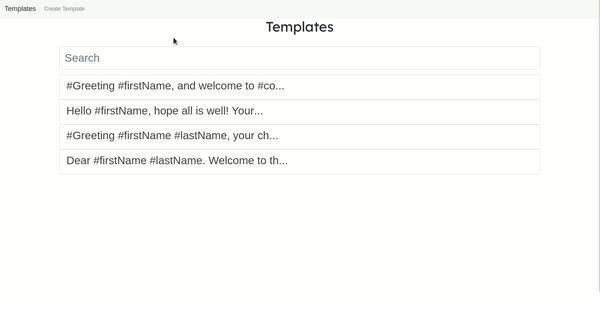 Templates Create Template
Templates
Search
#Greeting #firstName, and welcome to #co...
Hello #firstName, hope all is well! Your...
#Greeting #firstName #lastName, your ch...
Dear #firstName #lastName. Welcome to th...